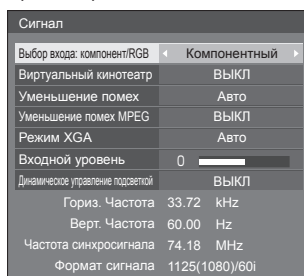 Сигнал
Выбор входа: компонент/RGB Компонентный
Виртуальный кинотеатр ВЫКЛ
Уменьшение помех Авто
Уменьшение помех MPEG ВЫКЛ
Режим XGA Авто
Входной уровень 0
Динамическое управление подсветкой ВЫКЛ
Гориз. Частота 33.72 kHz
Верт. Частота 60.00 Hz
Частота синхросигнала 74.18 MHz
Формат сигнала 1125(1080)/60i